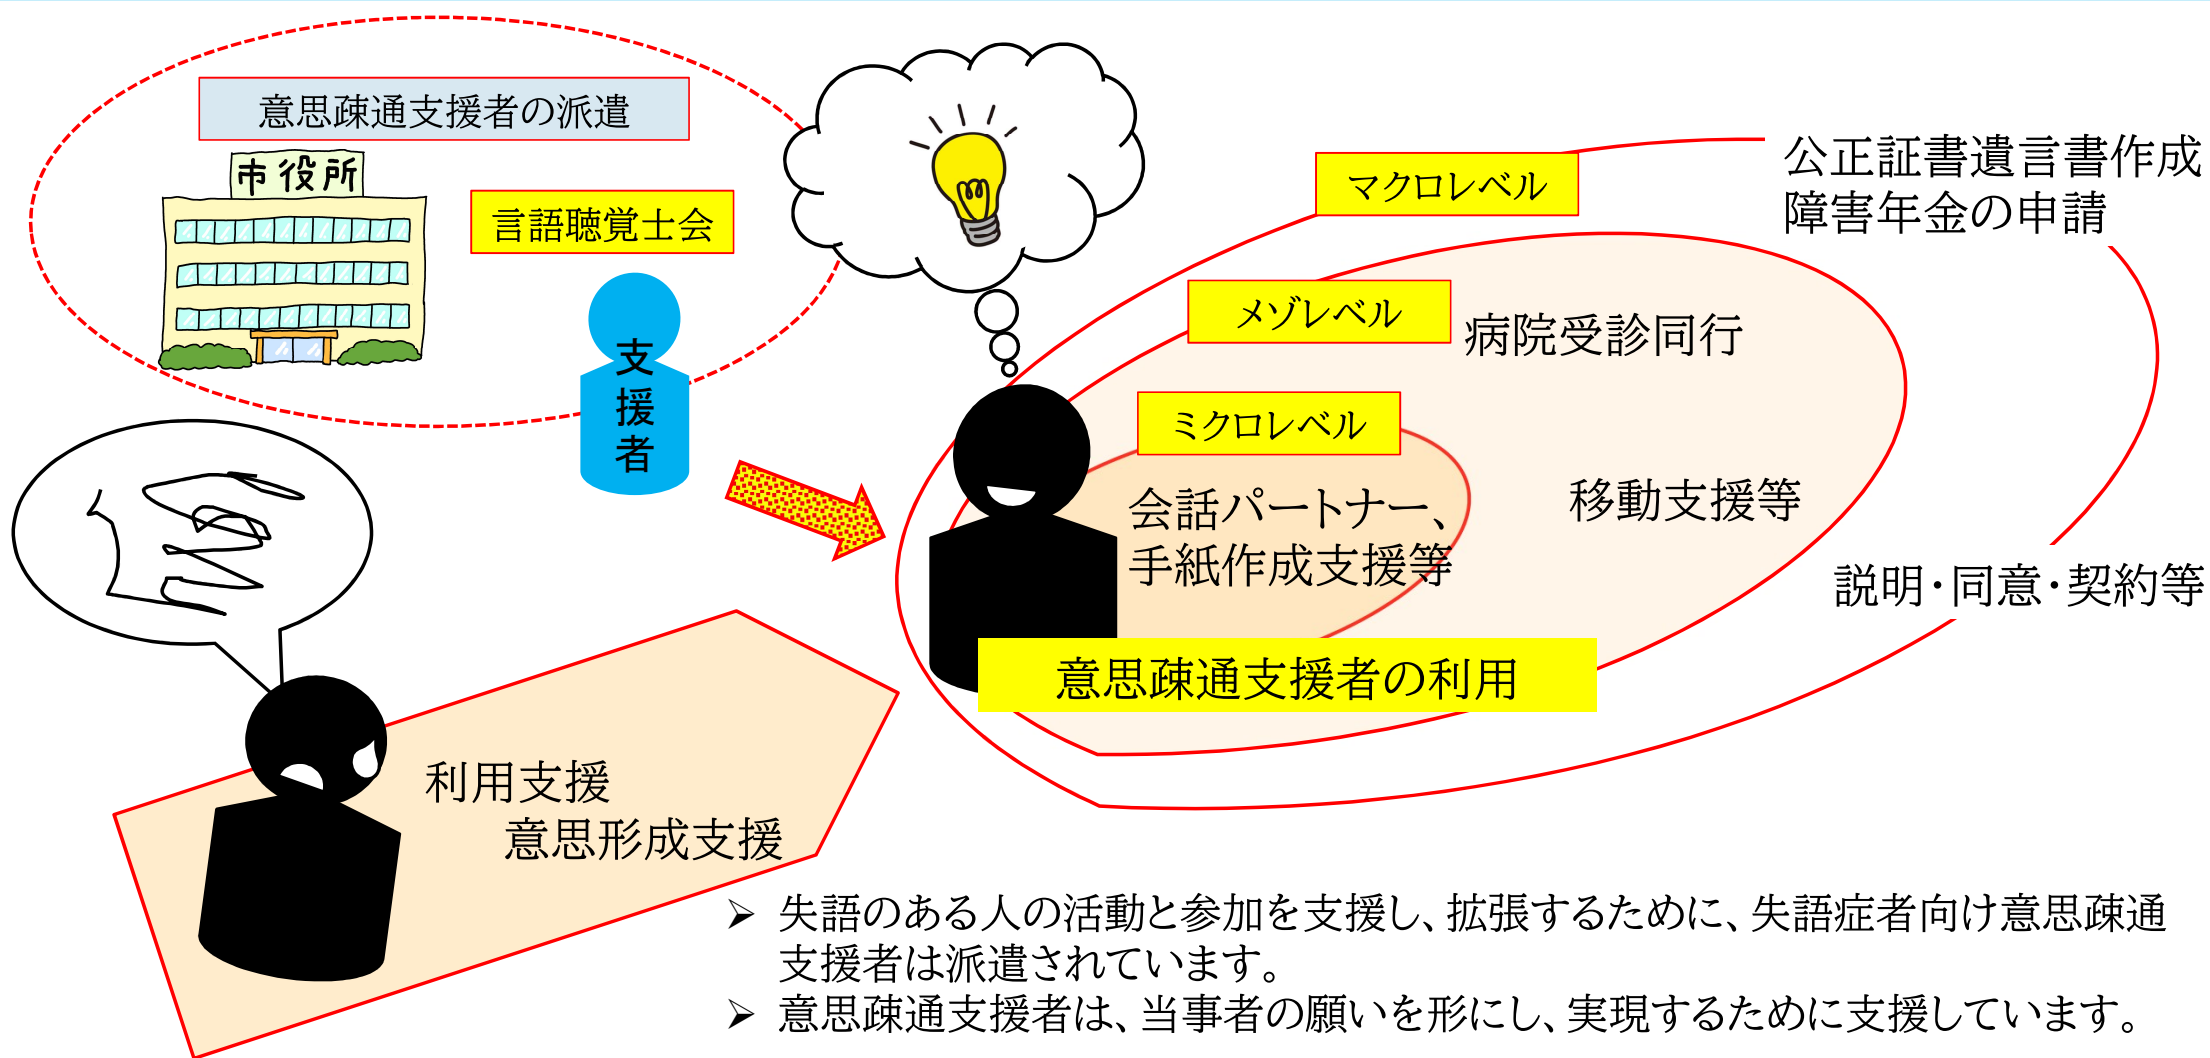 意思疎通支援者の派遣
市役所
言語聴覚士会
支援者
マクロレベル
公正証書遺言書作成
障害年金の申請
メゾレベル
病院受診同行
ミクロレベル
会話パートナー、
手紙作成支援等
移動支援等
説明・同意・契約等
意思疎通支援者の利用
利用支援
意思形成支援
➢ 失語のある人の活動と参加を支援し、拡張するために、失語症者向け意思疎通
支援者は派遣されています。
➢ 意思疎通支援者は、当事者の願いを形にし、実現するために支援しています。